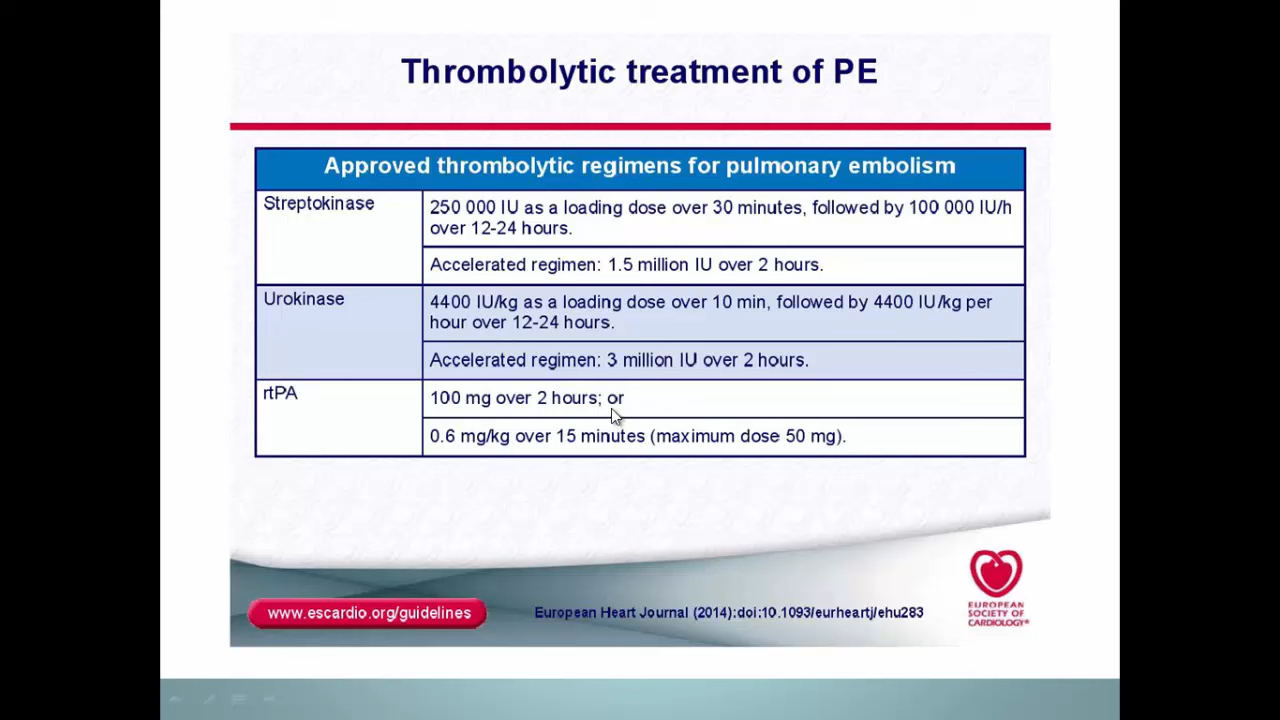 Thrombolytic treatment of PE
Approved thrombolytic regimens for pulmonary embolism
Streptokinase
250 000 IU as a loading dose over 30 minutes, followed by 100 000 IU/h
over 12-24 hours.
Accelerated regimen: 1.5 million IU over 2 hours.
Urokinase
4400 IU/kg as a loading dose over 10 min, followed by 4400 IU/kg per
hour over 12-24 hours.
Accelerated regimen: 3 million IU over 2 hours.
rtPA
100 mg over 2 hours; or
0.6 mg/kg over 15 minutes (maximum dose 50 mg).
www.escardio.org/guidelines
European Heart Journal (2014):doi:10.1093/eurheartj/ehu283
EUROPEAN
SOCIETY OF
CARDIOLOGY®